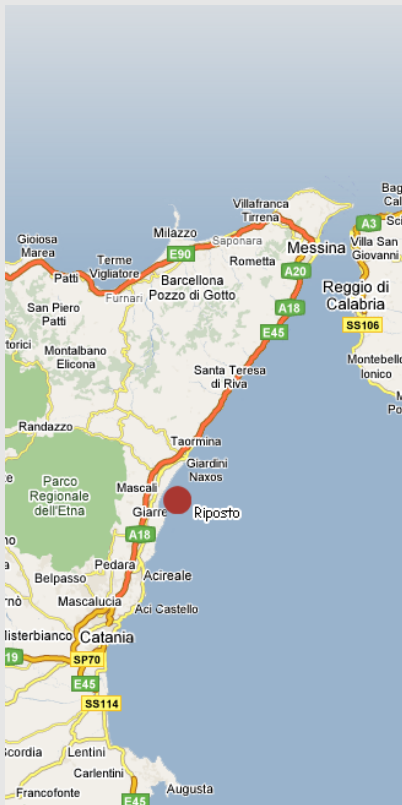 Villafranca
Tirrena
Milazzo
A3
Gioiosa
Marea
Saponara
E90
Messina
Villa San
Giovanni
Terme
Vigliatore
Rometta
A20
Patti
Barcellona
Pozzo di Gotto
Reggio di
Calabria
Furnari
A18
San Piero
Patti
SS106
E45
Montalbano
Elicona
Montebello
Ionico
Santa Teresa
di Riva
Randazzo
Taormina
Giardini
Naxos
Parco
Regionale
dell'Etna
Mascali
Giarre
Riposto
A18
Pedara
Acireale
Belpasso
Mascalucia
Aci Castello
Misterbianco
Catania
19
SP70
E45
SS114
Scordia
Lentini
Carlentini
Augusta
Francofonte
E45